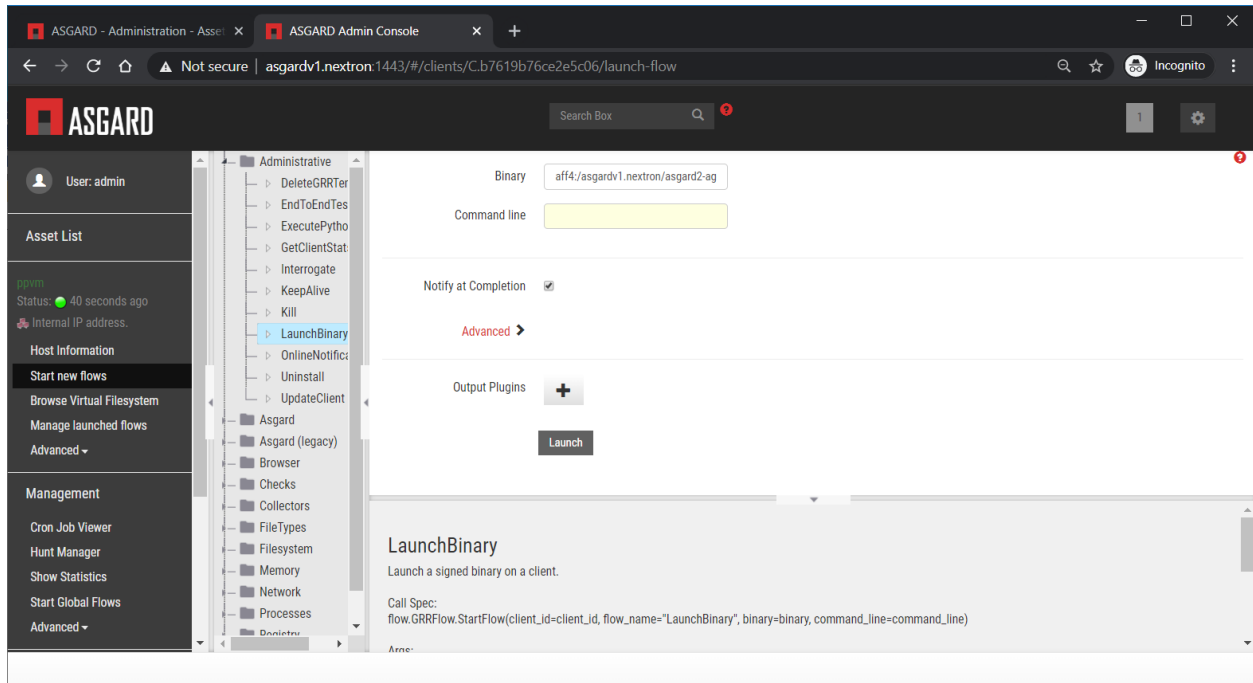 ASGARD - Administration - Asset
ASGARD Admin Console
Not secure | asgardv1.nextron:1443/#/clients/C.b7619b76ce2e5c06/launch-flow
Incognito
ASGARD
Search Box
1
User: admin
Asset List
ppvm
Status: 40 seconds ago
Internal IP address.
Host Information
Start new flows
Browse Virtual Filesystem
Manage launched flows
Advanced
Management
Cron Job Viewer
Hunt Manager
Show Statistics
Start Global Flows
Advanced
Administrative
DeleteGRRTer
EndToEndTes
ExecutePytho
GetClientStat
Interrogate
KeepAlive
Kill
LaunchBinary
OnlineNotifica
Uninstall
UpdateClient
Asgard
Asgard (legacy)
Browser
Checks
Collectors
FileTypes
Filesystem
Memory
Network
Processes
Registry
Binary aff4:/asgardv1.nextron/asgard2-ag
Command line
Notify at Completion
Advanced
Output Plugins
Launch
LaunchBinary
Launch a signed binary on a client.
Call Spec:
flow.GRRFlow.StartFlow(client_id=client_id, flow_name="LaunchBinary", binary=binary, command_line=command_line)
Args: